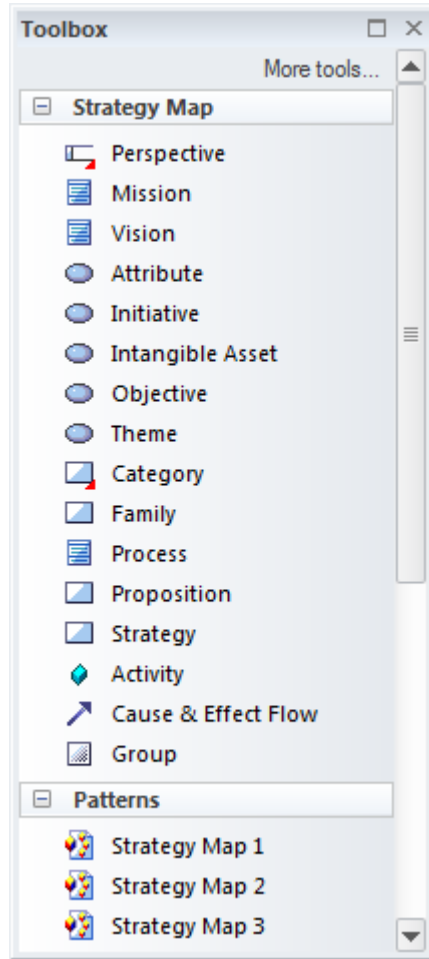 Toolbox
More tools...
Strategy Map
Perspective
Mission
Vision
Attribute
Initiative
Intangible Asset
Objective
Theme
Category
Family
Process
Proposition
Strategy
Activity
Cause & Effect Flow
Group
Patterns
Strategy Map 1
Strategy Map 2
Strategy Map 3